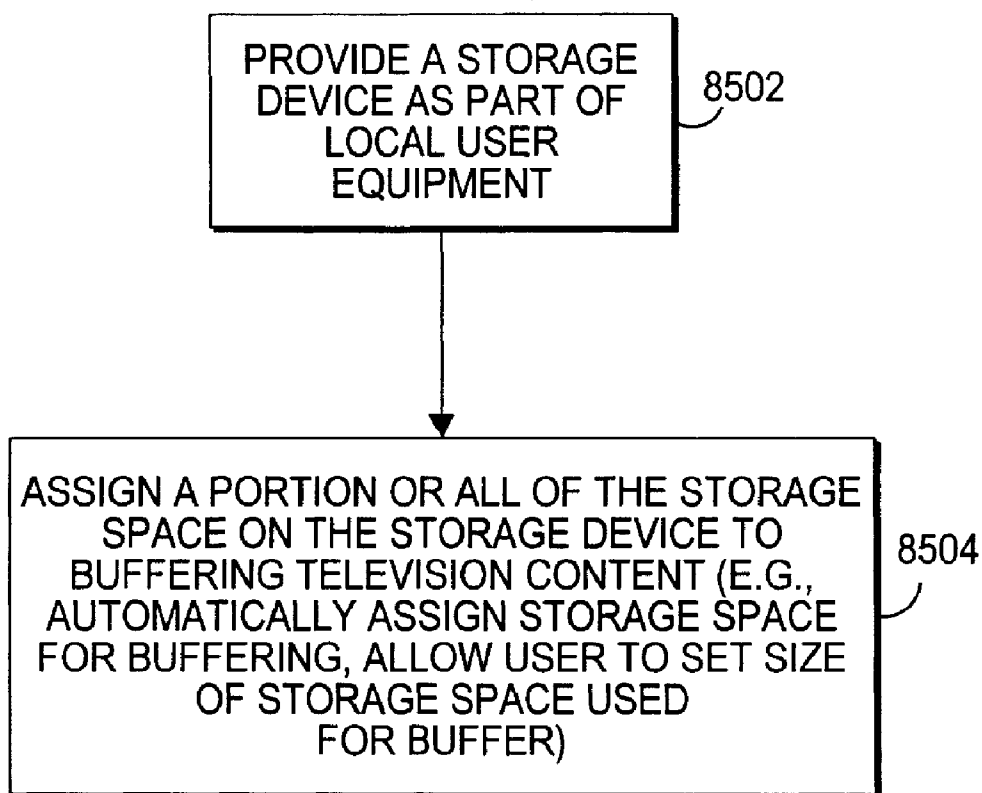 PROVIDE A STORAGE
DEVICE AS PART OF
LOCAL USER
EQUIPMENT
8502
ASSIGN A PORTION OR ALL OF THE STORAGE
SPACE ON THE STORAGE DEVICE TO
BUFFERING TELEVISION CONTENT (E.G.,
AUTOMATICALLY ASSIGN STORAGE SPACE
FOR BUFFERING, ALLOW USER TO SET SIZE
OF STORAGE SPACE USED
FOR BUFFER)
8504